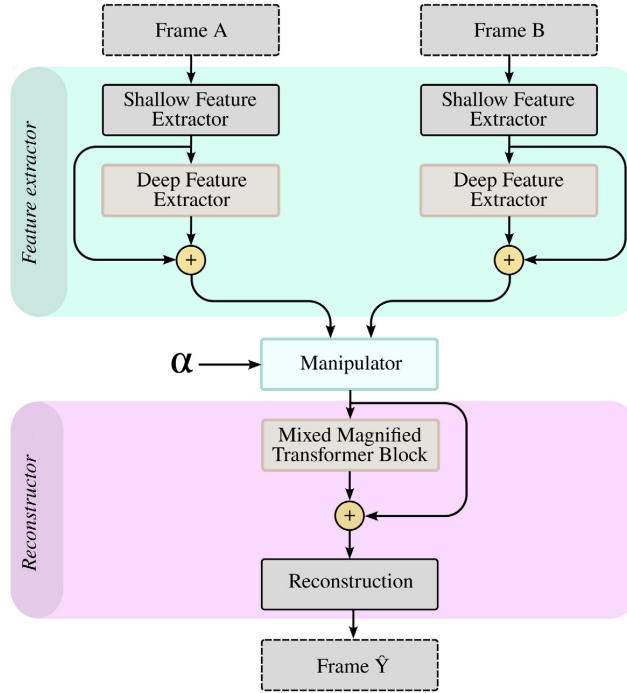 Frame A
Frame B
Feature extractor
Shallow Feature
Extractor
Shallow Feature
Extractor
Deep Feature
Extractor
Deep Feature
Extractor
+
+
α
Manipulator
Reconstructor
Mixed Magnified
Transformer Block
+
Reconstruction
Frame Ŷ